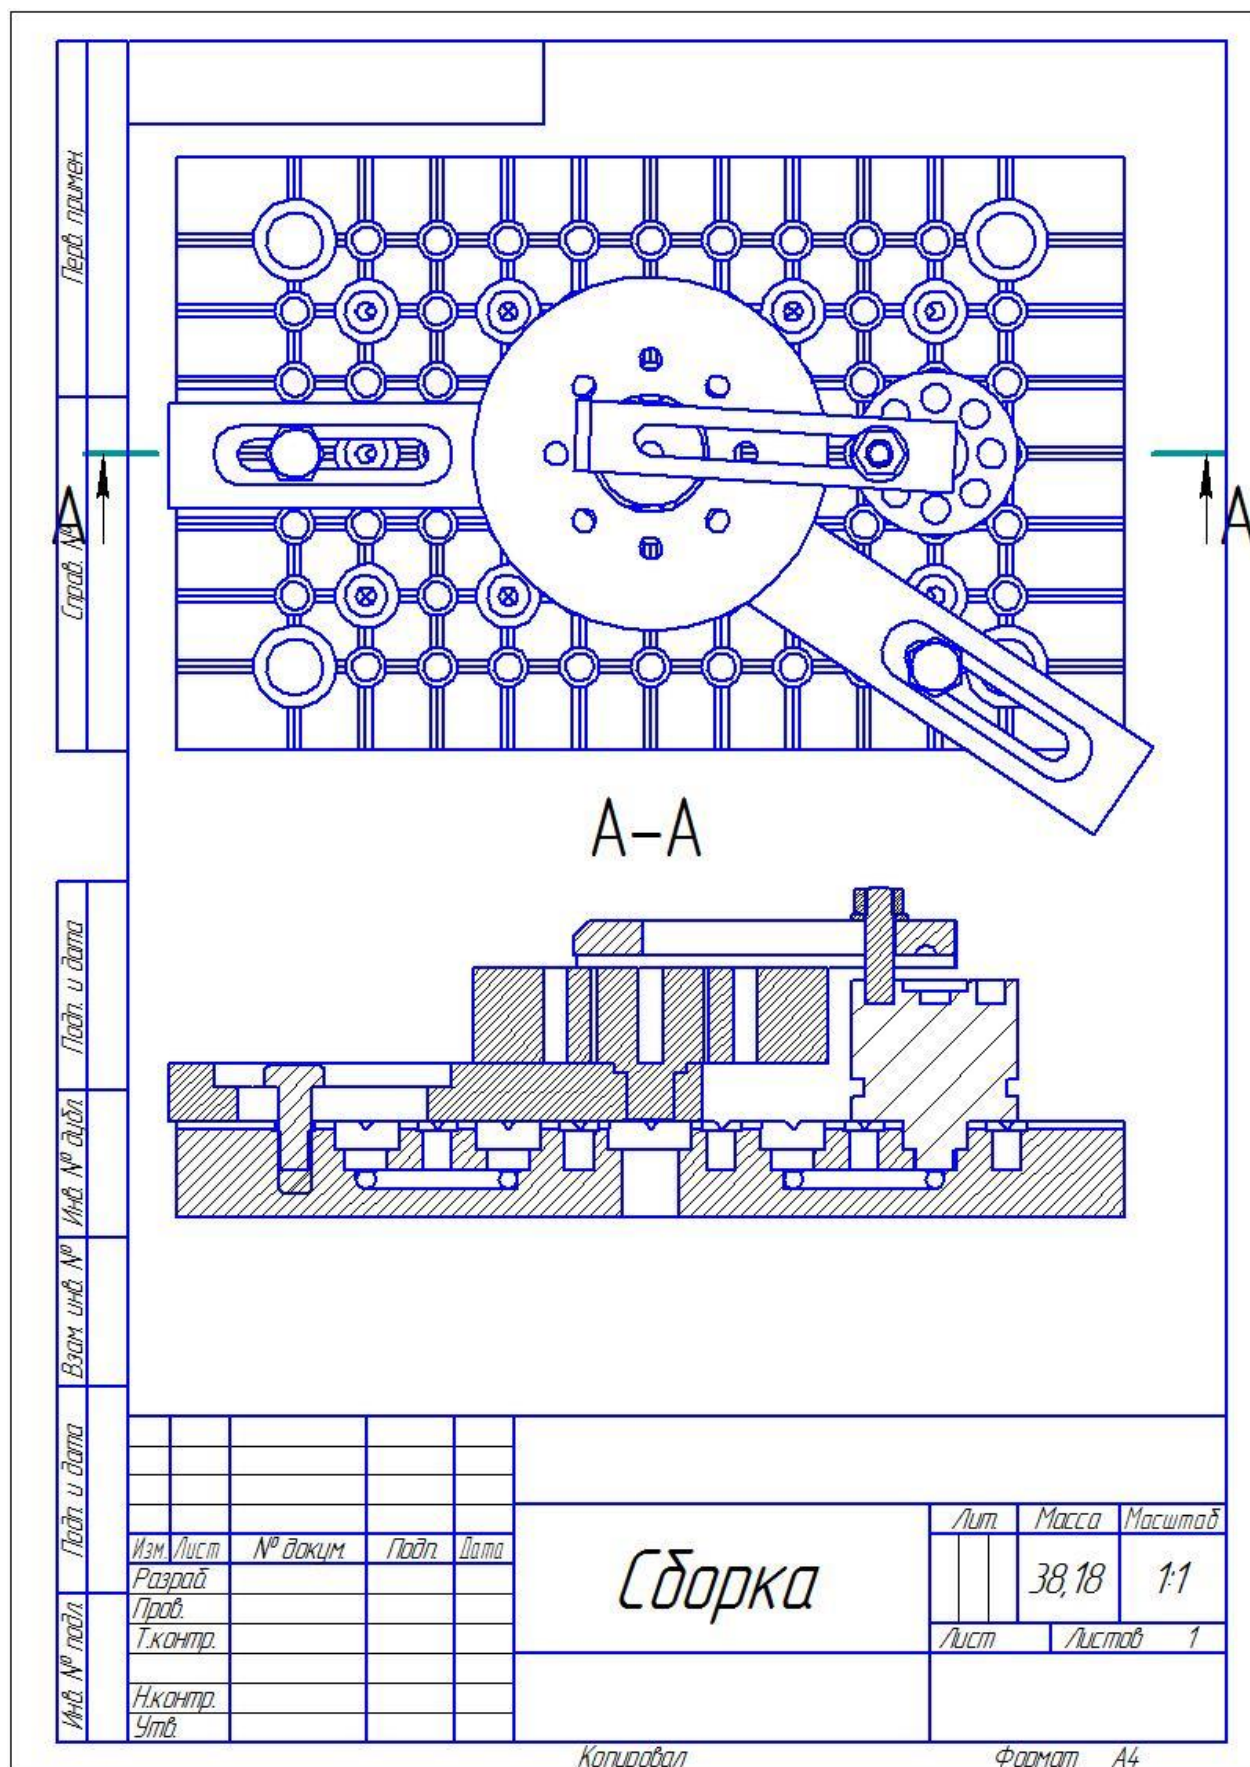 Перв. примен.
Справ. №
А
А
А-А
Подп. и дата
Инв. № дубл.
Взам. инв. №
Подп. и дата
Инв. № подл.
Изм.
Лист
№ докум.
Подп.
Дата
Разраб.
Пров.
Т.контр.
Н.контр.
Утв.
Сборка
Лит.
Масса
Масштаб
38,18
1:1
Лист
Листов 1
Копировал
Формат А4